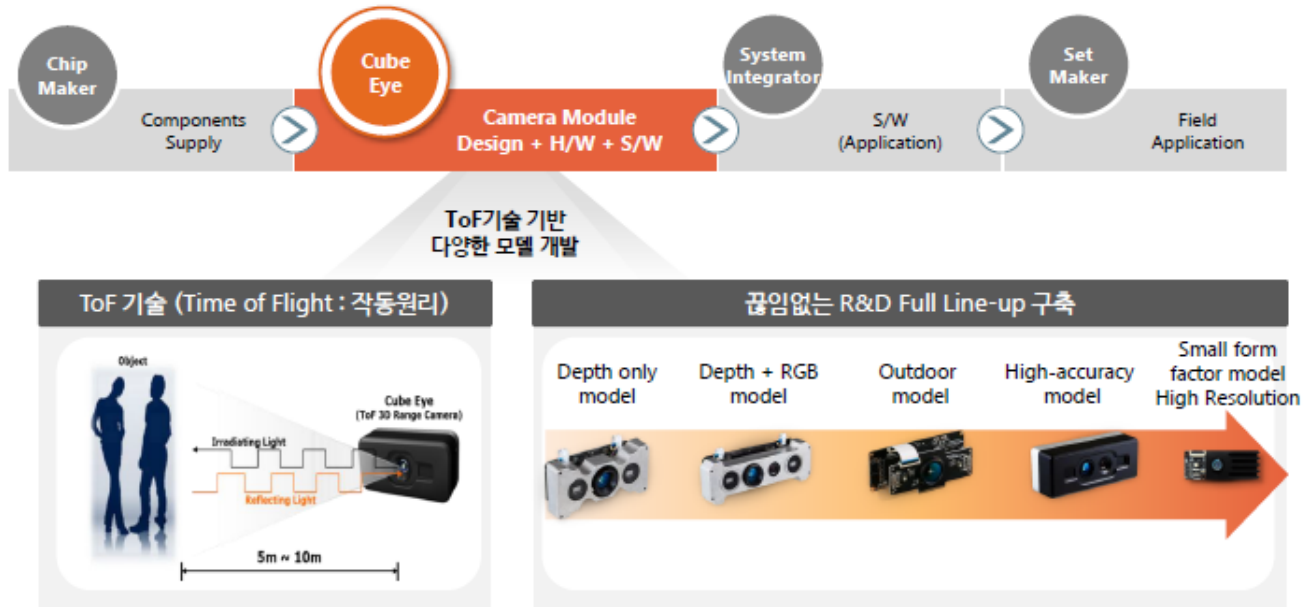 Chip
Maker
Components
Supply
Cube
Eye
Camera Module
Design + H/W + S/W
System
Integrator
S/W
(Application)
Set
Maker
Field
Application
ToF기술 기반
다양한 모델 개발
ToF 기술 (Time of Flight : 작동원리)
Object
Cube Eye
(ToF 3D Range Camera)
Irradiating Light
Reflecting Light
5m ~ 10m
끊임없는 R&D Full Line-up 구축
Depth only
model
Depth + RGB
model
Outdoor
model
High-accuracy
model
Small form
factor model
High Resolution